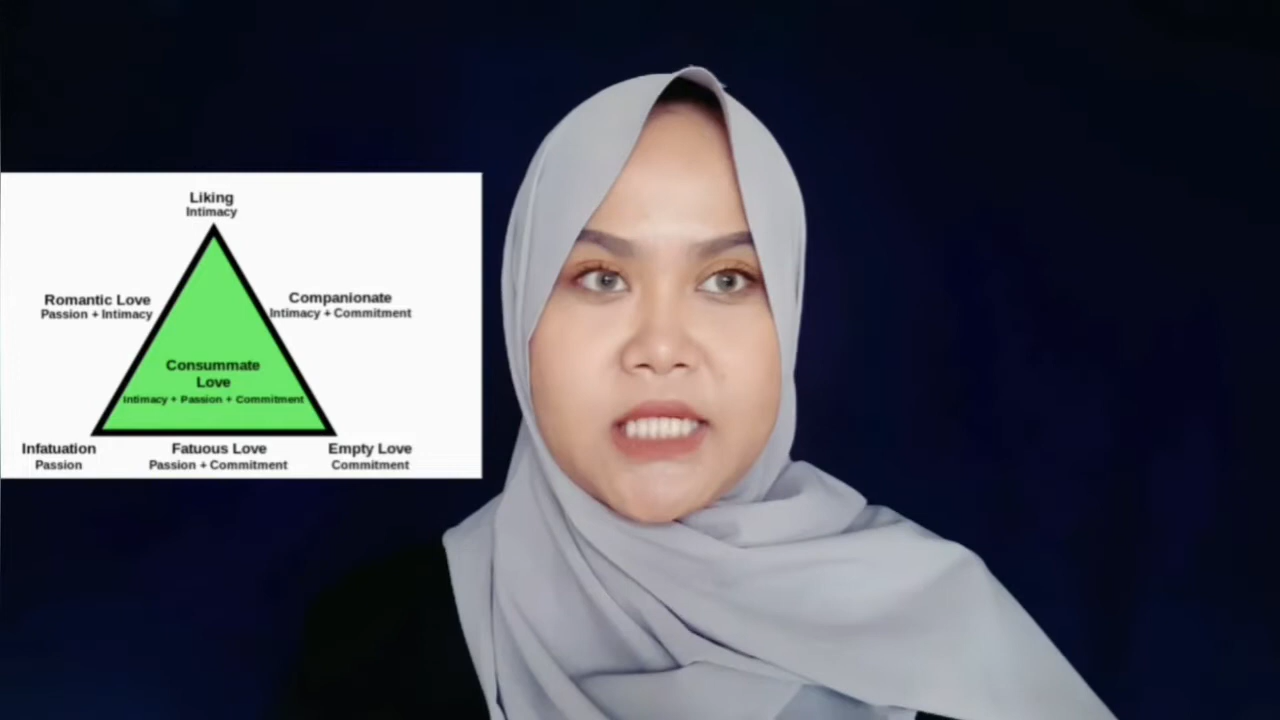 Liking
Intimacy
Romantic Love
Passion + Intimacy
Companionate
Intimacy + Commitment
Consummate
Love
Intimacy + Passion + Commitment
Infatuation
Passion
Fatuous Love
Passion + Commitment
Empty Love
Commitment